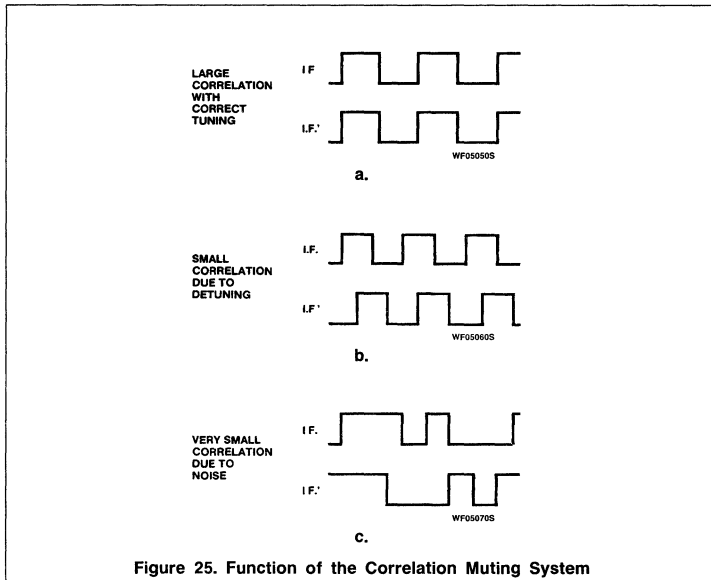 LARGE
CORRELATION
WITH
CORRECT
TUNING
I F
I.F.'
WF05050S
a.
SMALL
CORRELATION
DUE TO
DETUNING
I.F.
I.F'
WF05060S
b.
VERY SMALL
CORRELATION
DUE TO
NOISE
I F.
I F.'
WF05070S
c.
Figure 25. Function of the Correlation Muting System